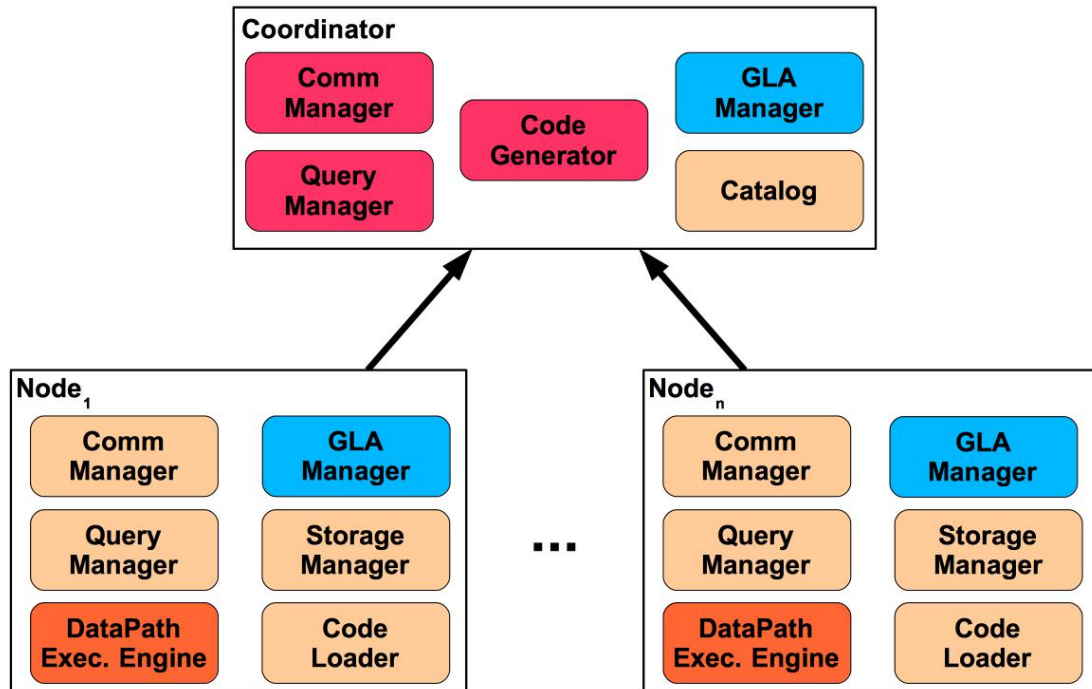 Coordinator
Comm
Manager
Code
Generator
GLA
Manager
Query
Manager
Catalog
Node1
Comm
Manager
GLA
Manager
Query
Manager
Storage
Manager
DataPath
Exec. Engine
Code
Loader
...
Noden
Comm
Manager
GLA
Manager
Query
Manager
Storage
Manager
DataPath
Exec. Engine
Code
Loader